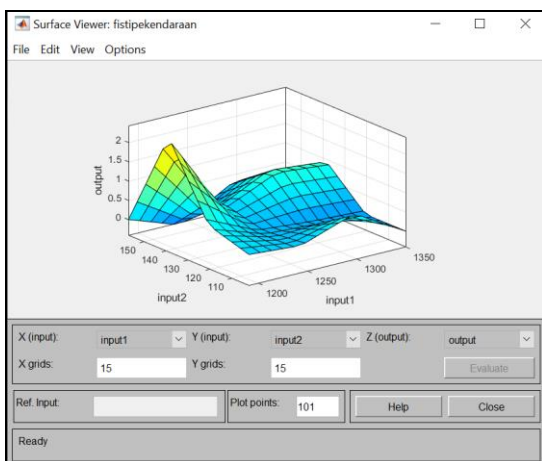 Surface Viewer: fistipekendaraan
File Edit View Options
2
1.5
1
0.5
0
output
150
140
130
120
110
input2
1200
1250
1300
1350
input1
X (input): input1 Y (input): input2 Z (output): output
X grids: 15 Y grids: 15 Evaluate
Ref. Input: Plot points: 101 Help Close
Ready